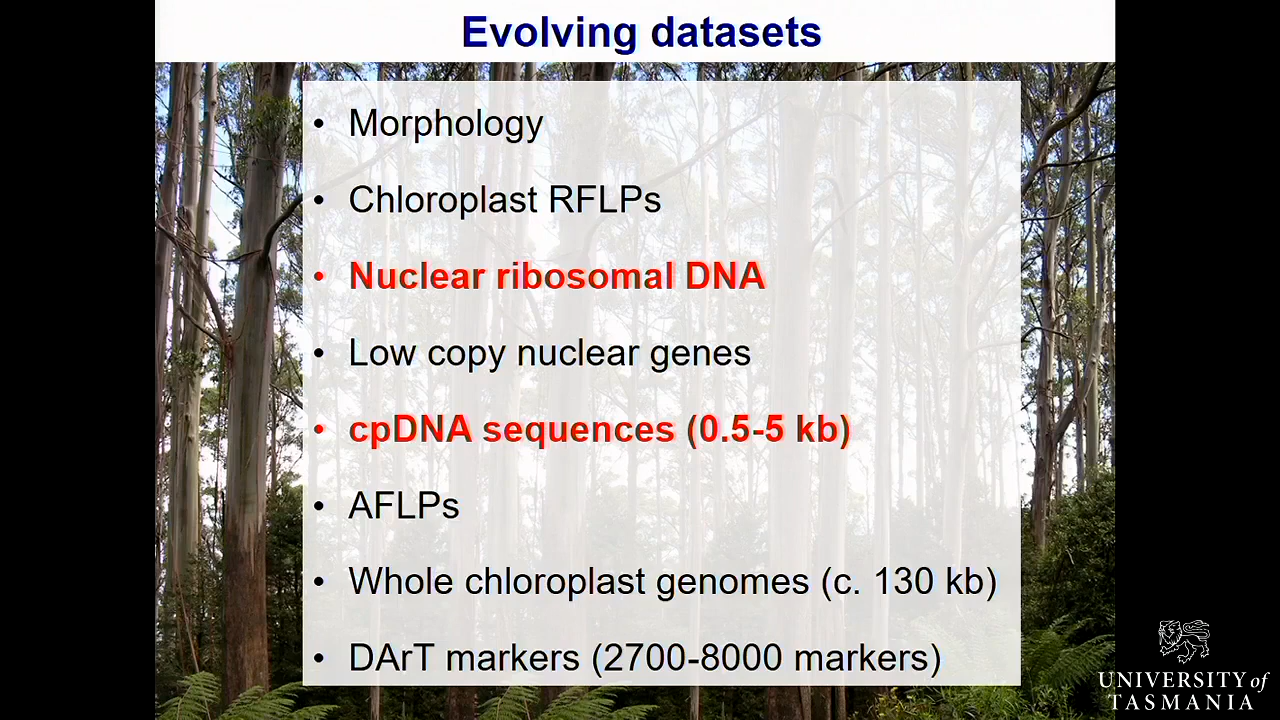 Evolving datasets
• Morphology
• Chloroplast RFLPs
• Nuclear ribosomal DNA
• Low copy nuclear genes
• cpDNA sequences (0.5-5 kb)
• AFLPs
• Whole chloroplast genomes (c. 130 kb)
• DArT markers (2700-8000 markers)
UNIVERSITY of
TASMANIA